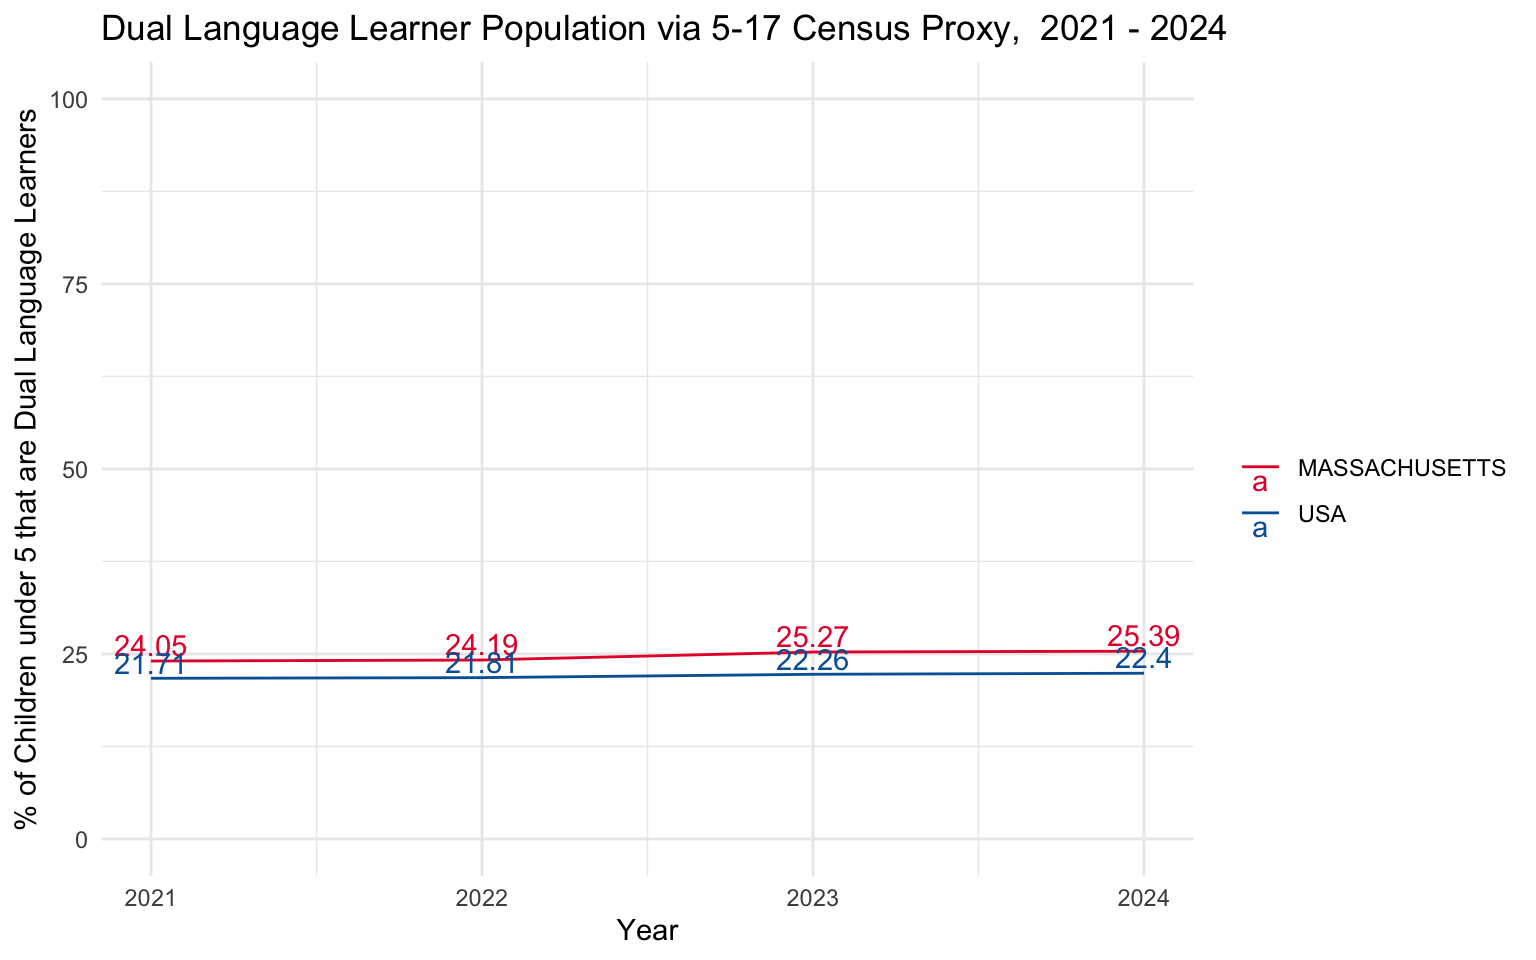 Dual Language Learner Population via 5-17 Census Proxy,  2021 - 2024
% of Children under 5 that are Dual Language Learners
100
75
50
25
0
24.05
24.19
25.27
25.39
21.71
21.81
22.26
22.4
2021
2022
2023
2024
Year
a
MASSACHUSETTS
a
USA